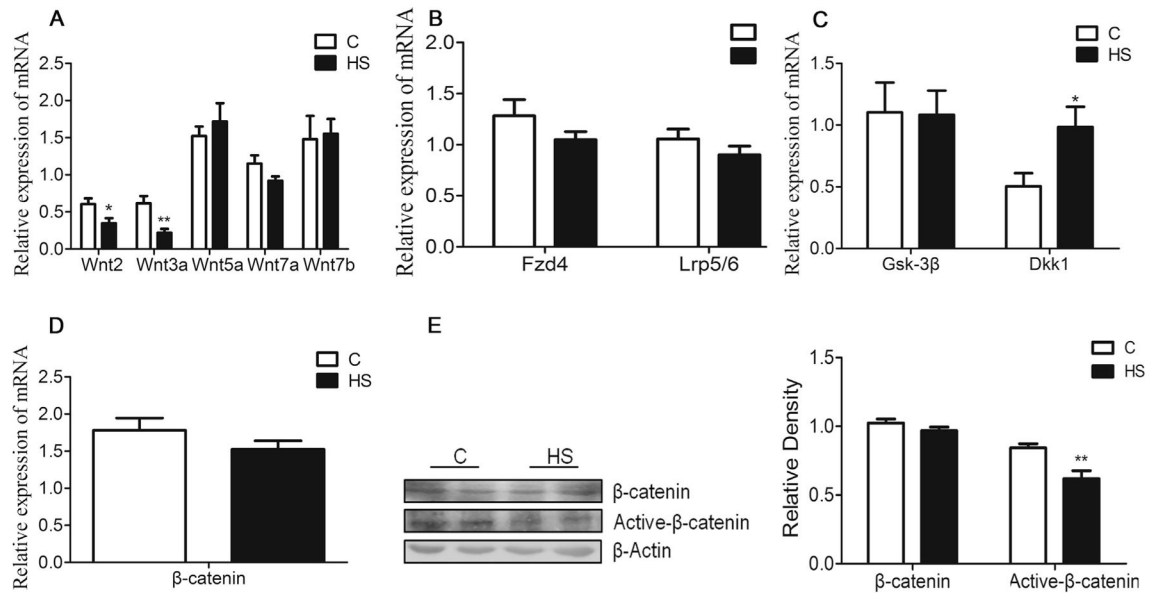 A
Relative expression of mRNA
C
HS
2.5
2.0
1.5
1.0
0.5
0.0
*
**
Wnt2 Wnt3a Wnt5a Wnt7a Wnt7b
B
Relative expression of mRNA
2.0
1.5
1.0
0.5
0.0
Fzd4 Lrp5/6
C
Relative expression of mRNA
C
HS
1.5
1.0
0.5
0.0
*
Gsk-3β Dkk1
D
Relative expression of mRNA
C
HS
2.5
2.0
1.5
1.0
0.5
0.0
β-catenin
E
C HS
β-catenin
Active-β-catenin
β-Actin
Relative Density
C
HS
1.5
1.0
0.5
0.0
**
β-catenin Active-β-catenin